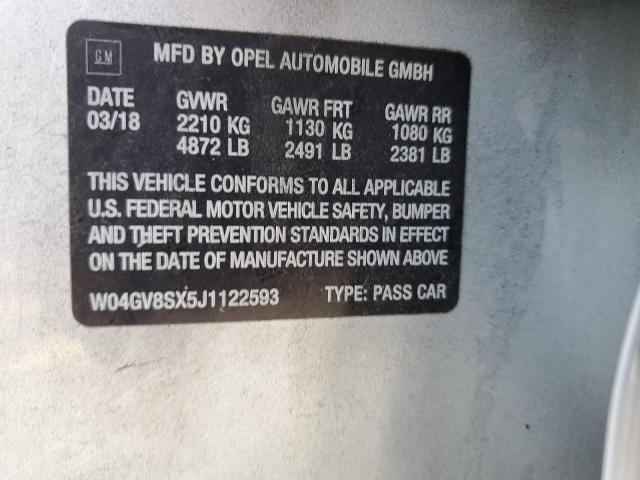 GM MFD BY OPEL AUTOMOBILE GMBH
DATE GVWR GAWR FRT GAWR RR
03/18 2210 KG 1130 KG 1080 KG
4872 LB 2491 LB 2381 LB
THIS VEHICLE CONFORMS TO ALL APPLICABLE
U.S. FEDERAL MOTOR VEHICLE SAFETY, BUMPER
AND THEFT PREVENTION STANDARDS IN EFFECT
ON THE DATE OF MANUFACTURE SHOWN ABOVE
W04GV8SX5J1122593 TYPE: PASS CAR